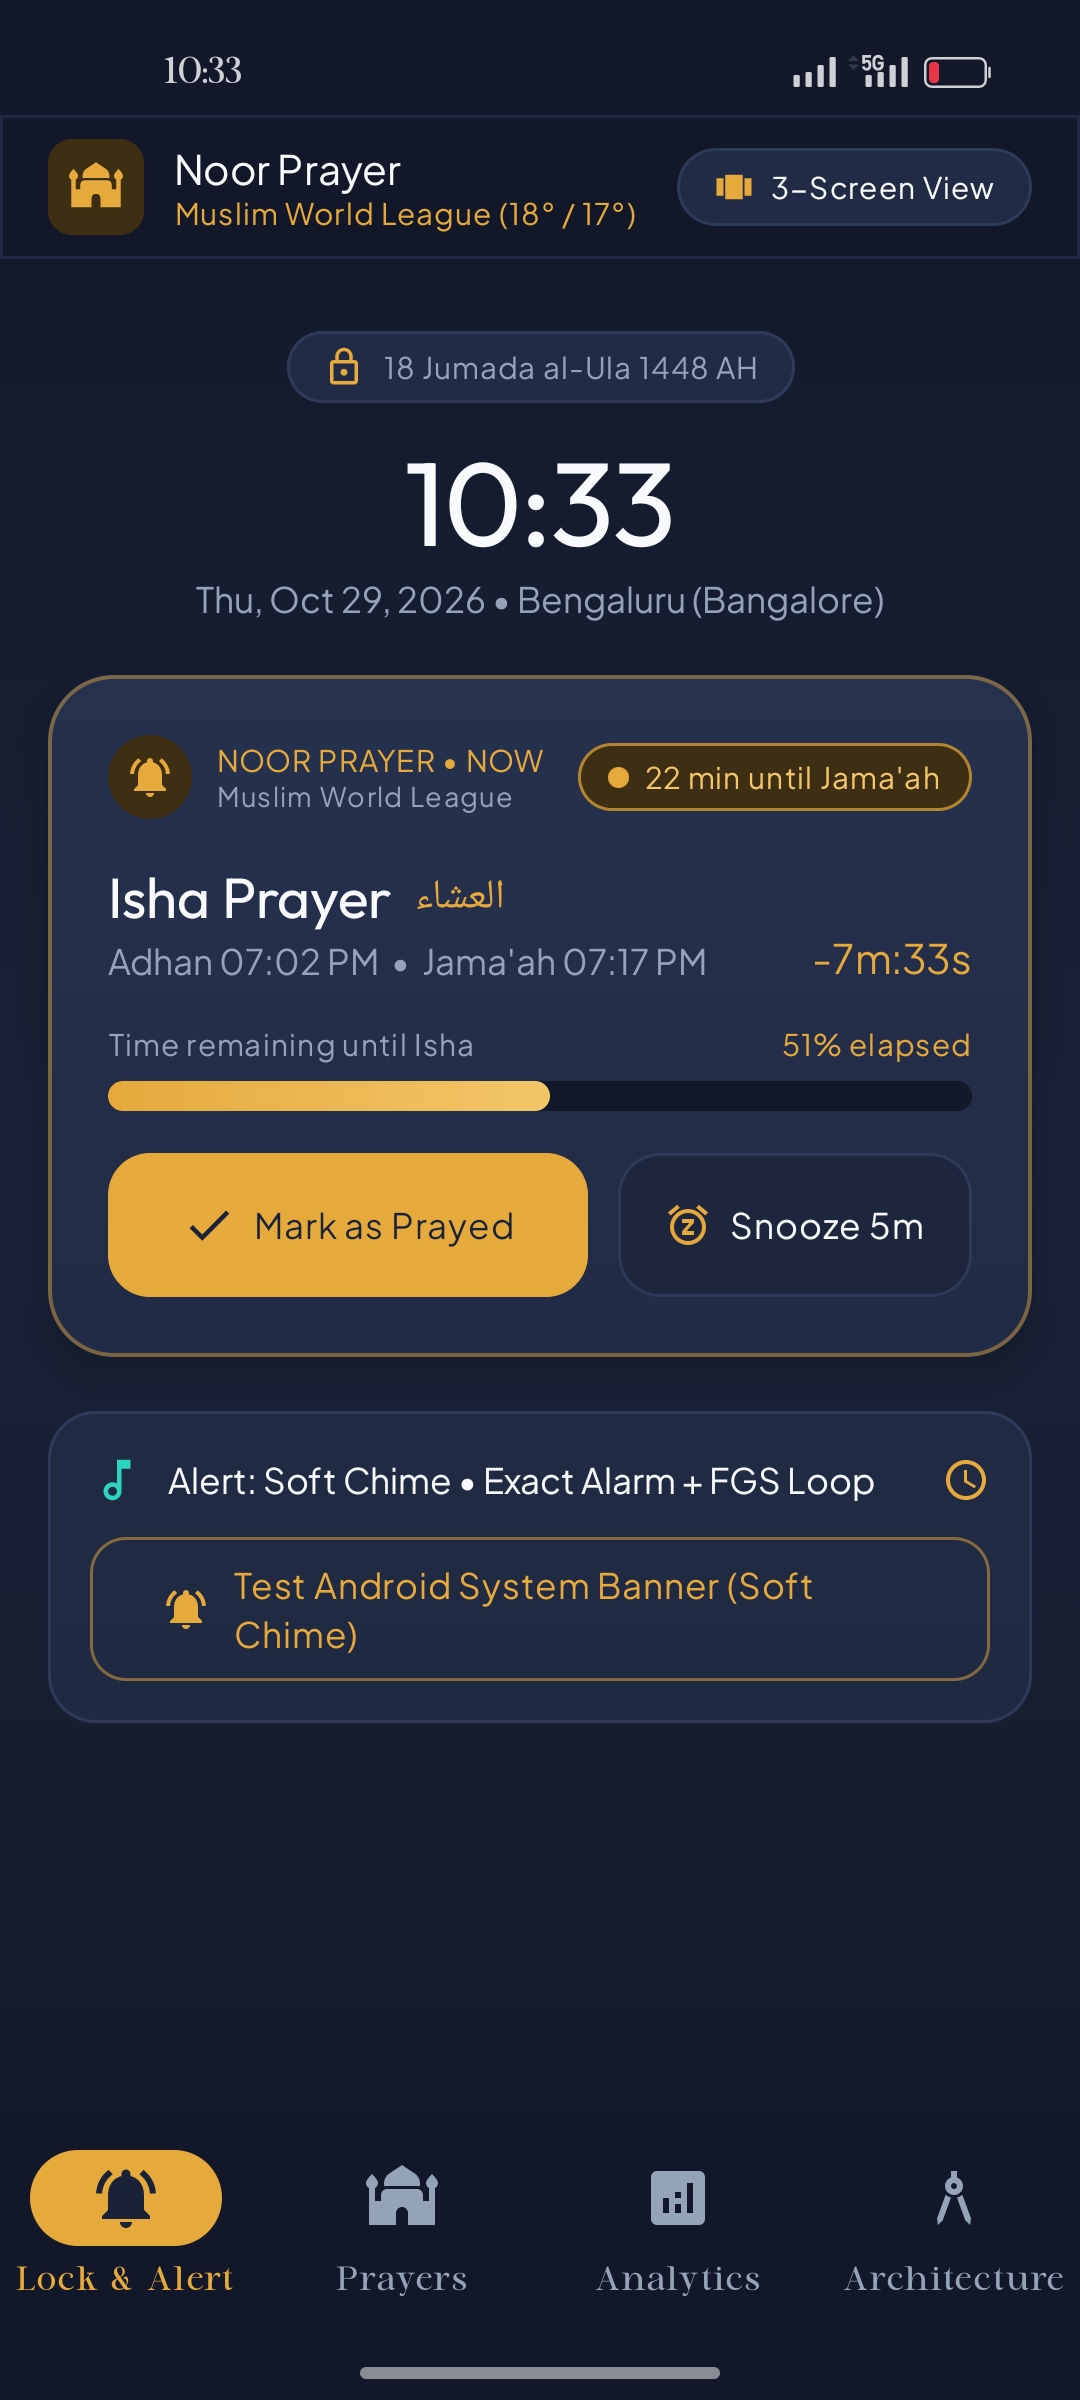 10:33
5G
Noor Prayer
Muslim World League (18° / 17°)
3-Screen View
18 Jumada al-Ula 1448 AH
10:33
Thu, Oct 29, 2026 • Bengaluru (Bangalore)
NOOR PRAYER • NOW
Muslim World League
22 min until Jama'ah
Isha Prayer العشاء
Adhan 07:02 PM • Jama'ah 07:17 PM
-7m:33s
Time remaining until Isha
51% elapsed
Mark as Prayed
Snooze 5m
Alert: Soft Chime • Exact Alarm + FGS Loop
Test Android System Banner (Soft
Chime)
Lock & Alert
Prayers
Analytics
Architecture